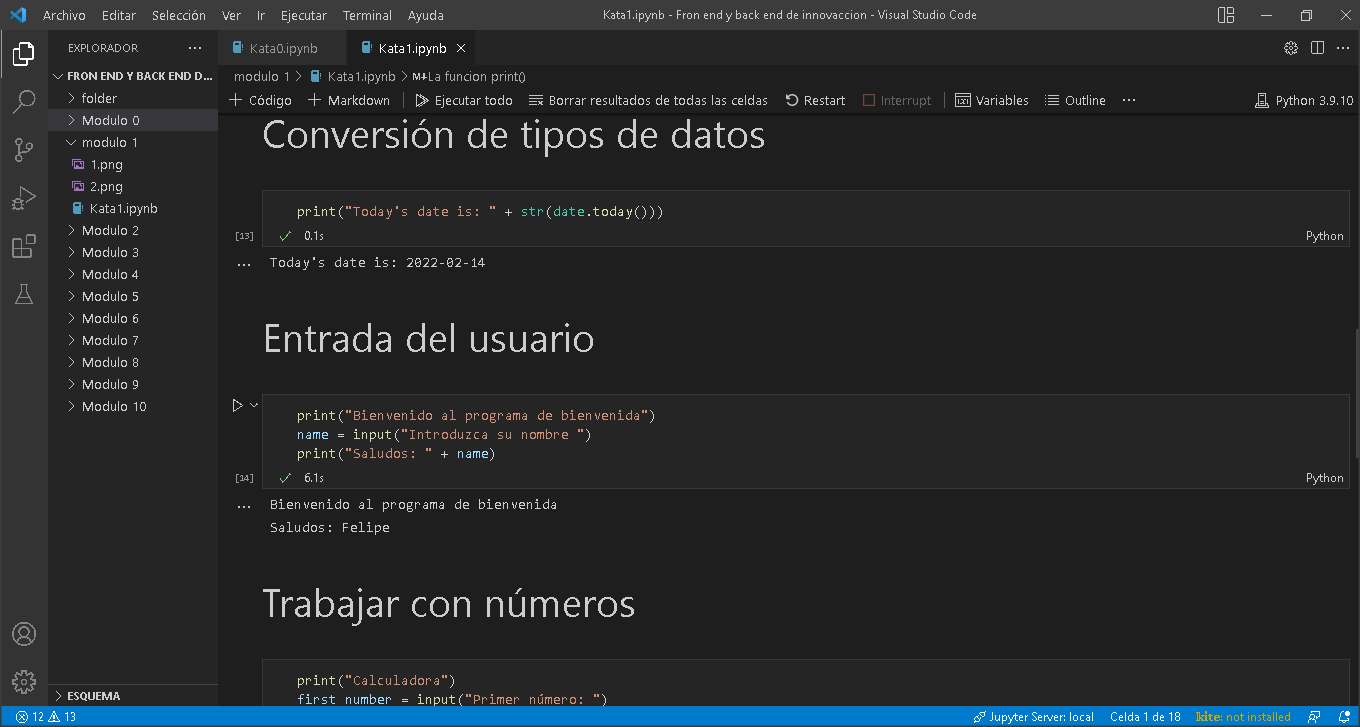 Archivo Editar Selección Ver Ir Ejecutar Terminal Ayuda
Kata1.ipynb - Fron end y back end de innovaccion - Visual Studio Code
EXPLORADOR ...
Kata0.ipynb
Kata1.ipynb
FRON END Y BACK END D...
modulo 1 > Kata1.ipynb > M↓La funcion print()
folder
Código
Markdown
Ejecutar todo
Borrar resultados de todas las celdas
Restart
Interrupt
Variables
Outline
...
Python 3.9.10
Modulo 0
modulo 1
1.png
2.png
Kata1.ipynb
Modulo 2
Modulo 3
Modulo 4
Modulo 5
Modulo 6
Modulo 7
Modulo 8
Modulo 9
Modulo 10
ESQUEMA
Conversión de tipos de datos
print("Today's date is: " + str(date.today()))
[13]
0.1s
Python
... Today's date is: 2022-02-14
Entrada del usuario
print("Bienvenido al programa de bienvenida")
name = input("Introduzca su nombre ")
print("Saludos: " + name)
[14]
6.1s
Python
... Bienvenido al programa de bienvenida
Saludos: Felipe
Trabajar con números
print("Calculadora")
first_number = input("Primer número: ")
12 13
Jupyter Server: local
Celda 1 de 18
kite: not installed